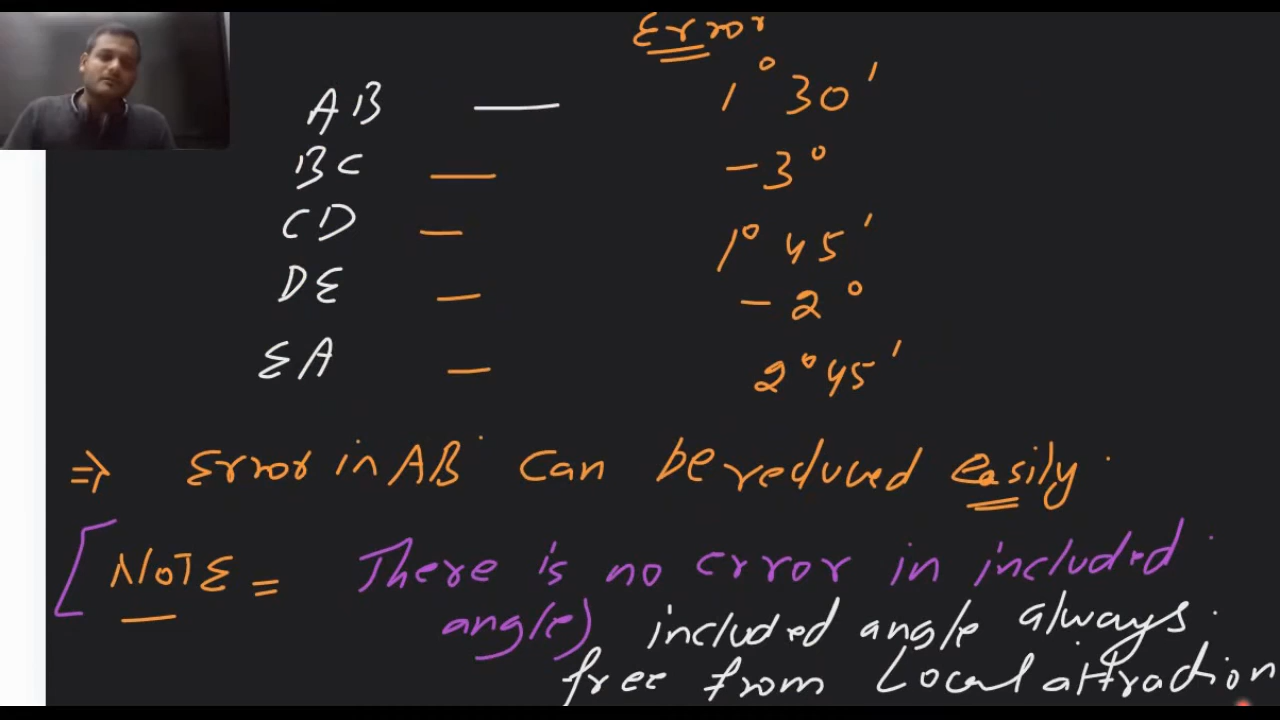 Error
AB — 1° 30'
BC — -3°
CD — 1° 45'
DE — -2°
EA — 2° 45'
⇒ Error in AB can be reduced easily.
[NOTE = There is no error in included
angle) included angle always
free from Local attraction